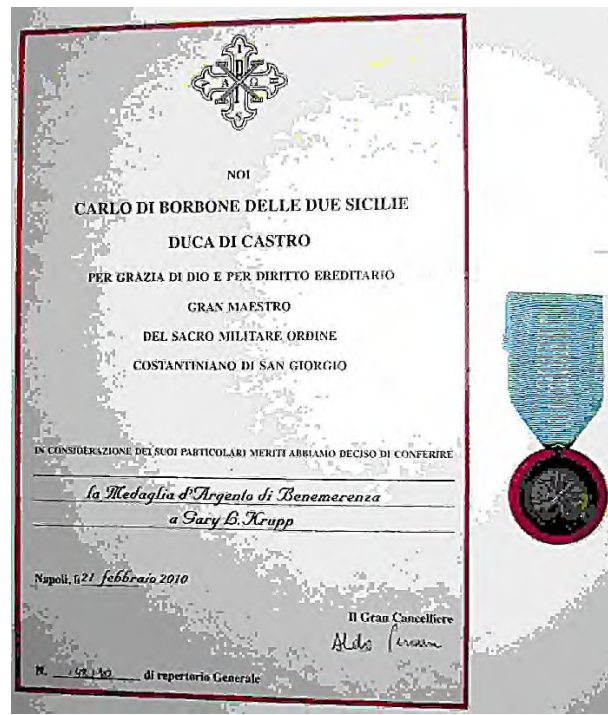 NOI
CARLO DI BORBONE DELLE DUE SICILIE
DUCA DI CASTRO
PER GRAZIA DI DIO E PER DIRITTO EREDITARIO
GRAN MAESTRO
DEL SACRO MILITARE ORDINE
COSTANTINIANO DI SAN GIORGIO
IN CONSIDERAZIONE DEI SUOI PARTICOLARI MERITI ABBIAMO DECISO DI CONFERIRE
la Medaglia d'Argento di Benemerenza
a Gary L. Krupp
Napoli, li 21 febbraio 2010
Il Gran Cancelliere
Aldo
N. di repertorio Generale